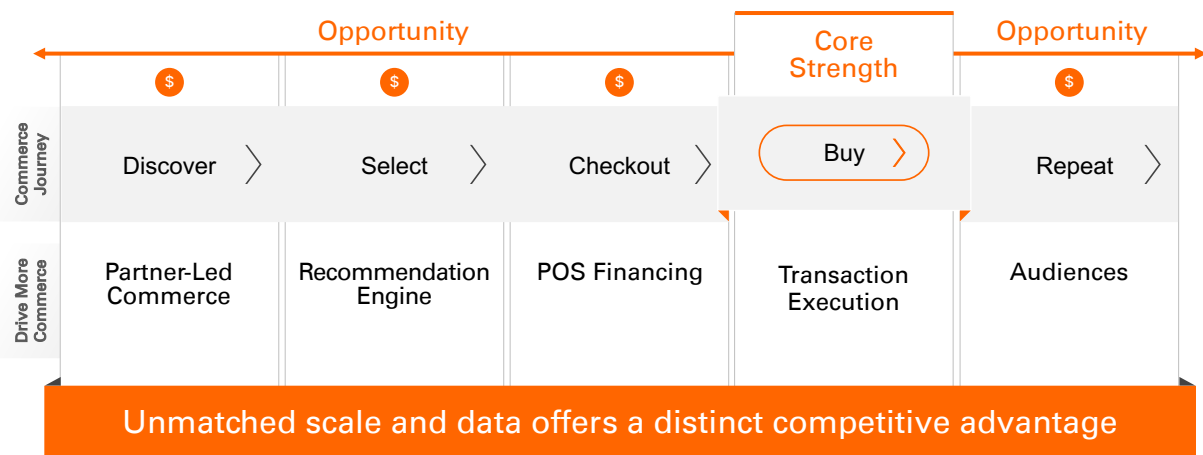 Opportunity
Core
Strength
Opportunity
$
$
$
$
Commerce
Journey
Discover
Select
Checkout
Buy
Repeat
Drive More
Commerce
Partner-Led
Commerce
Recommendation
Engine
POS Financing
Transaction
Execution
Audiences
Unmatched scale and data offers a distinct competitive advantage